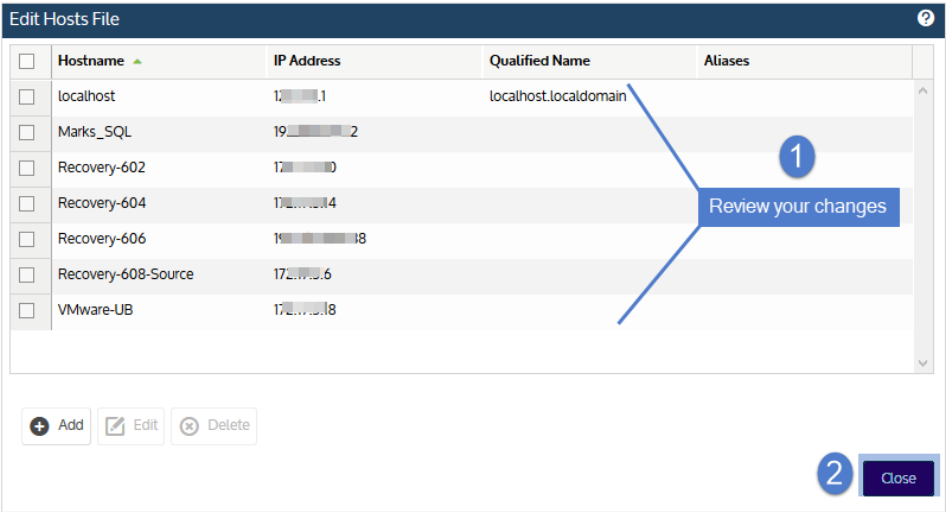 Edit Hosts File
Hostname IP Address Qualified Name Aliases
localhost localhost.localdomain
Marks_SQL
Recovery-602
Recovery-604
Recovery-606
Recovery-608-Source
VMware-UB
1
Review your changes
Add Edit Delete
2 Close